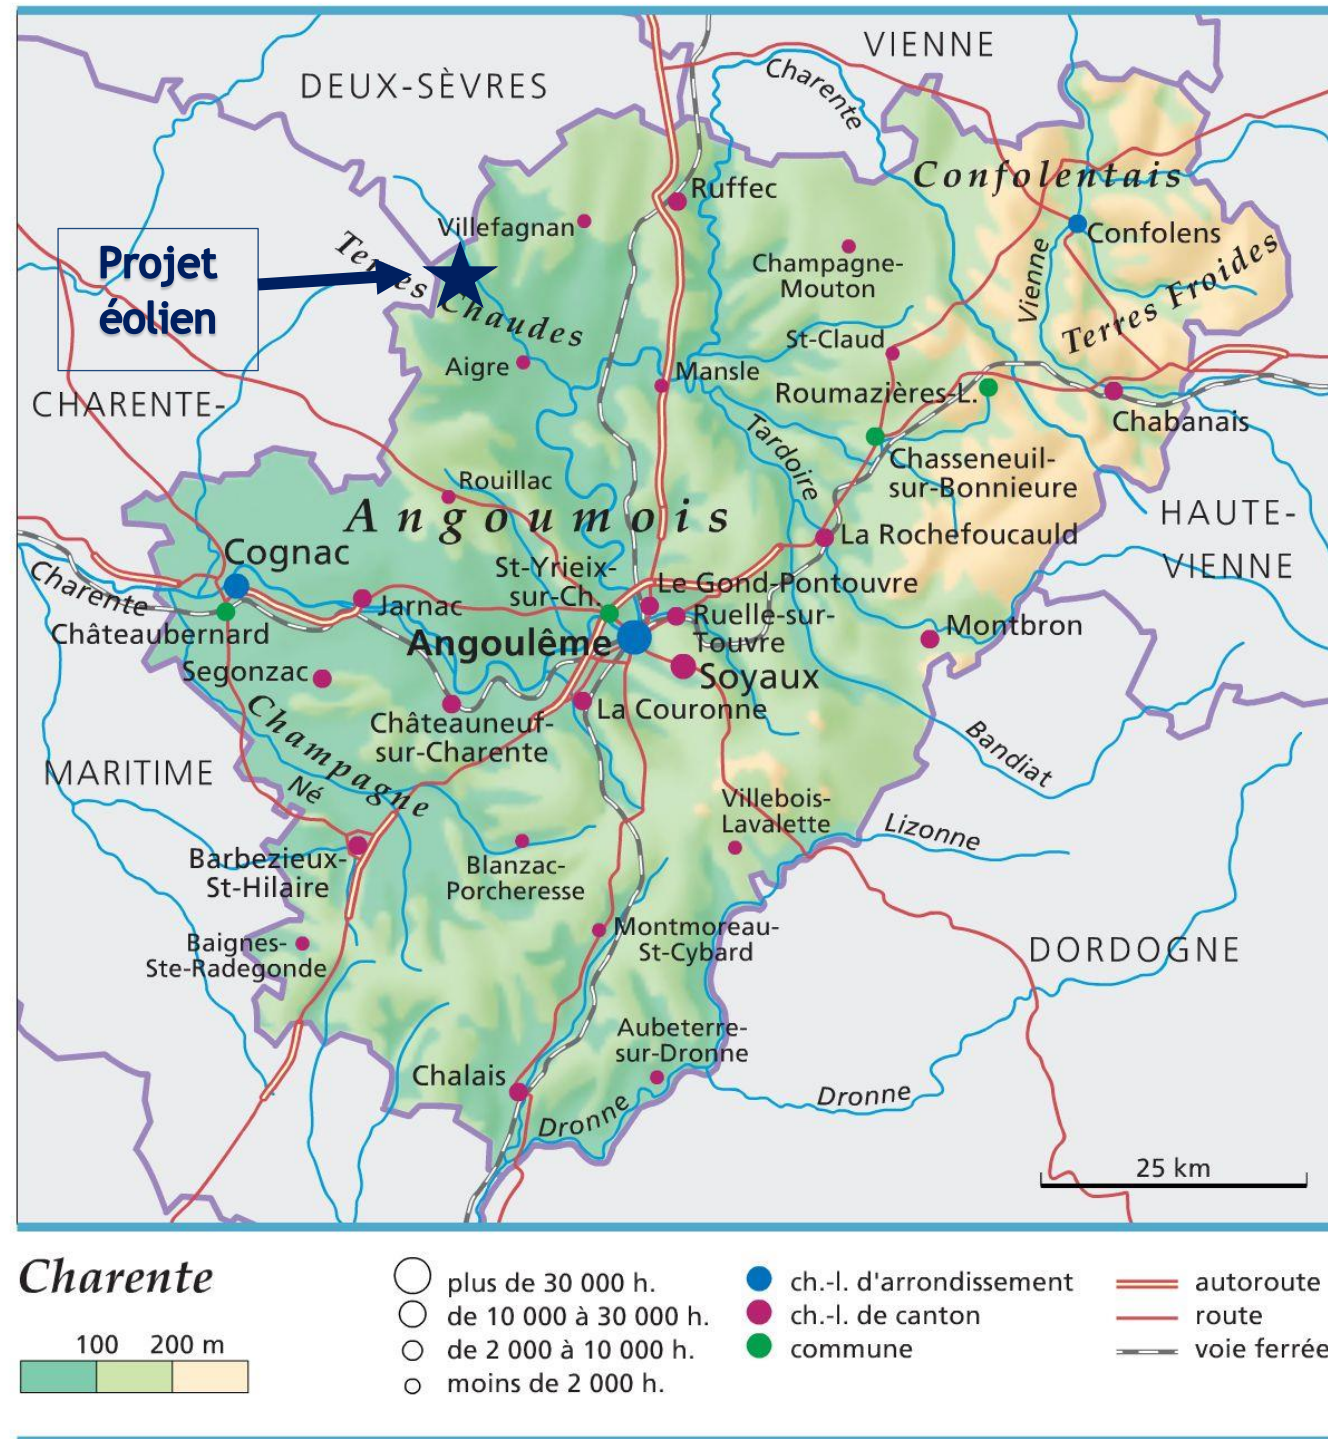 VIENNE
DEUX-SÈVRES
Charente
Confolentais
Ruffec
Villefagnan
Confolens
Projet
éolien
Terres
Chaudes
Champagne-
Mouton
Vienne
Terres Froides
St-Claud
Aigre
Mansle
Roumazières-L.
CHARENTE-
Chabanais
Tardoire
Chasseneuil-
sur-Bonnieure
Rouillac
Angoumois
HAUTE-
VIENNE
La Rochefoucauld
Cognac
St-Yrieix-
sur-Ch.
Le Gond-Pontouvre
Charente
Jarnac
Ruelle-sur-
Touvre
Châteaubernard
Angoulême
Montbron
Segonzac
Soyaux
Champagne
Châteauneuf-
sur-Charente
La Couronne
Bandiat
MARITIME
Né
Villebois-
Lavalette
Lizonne
Barbezieux-
St-Hilaire
Blanzac-
Porcheresse
Montmoreau-
St-Cybard
Baignes-
Ste-Radegonde
DORDOGNE
Aubeterre-
sur-Dronne
Chalais
Dronne
Dronne
25 km
Charente
100 200 m
plus de 30 000 h.
de 10 000 à 30 000 h.
de 2 000 à 10 000 h.
moins de 2 000 h.
ch.-l. d'arrondissement
ch.-l. de canton
commune
autoroute
route
voie ferrée